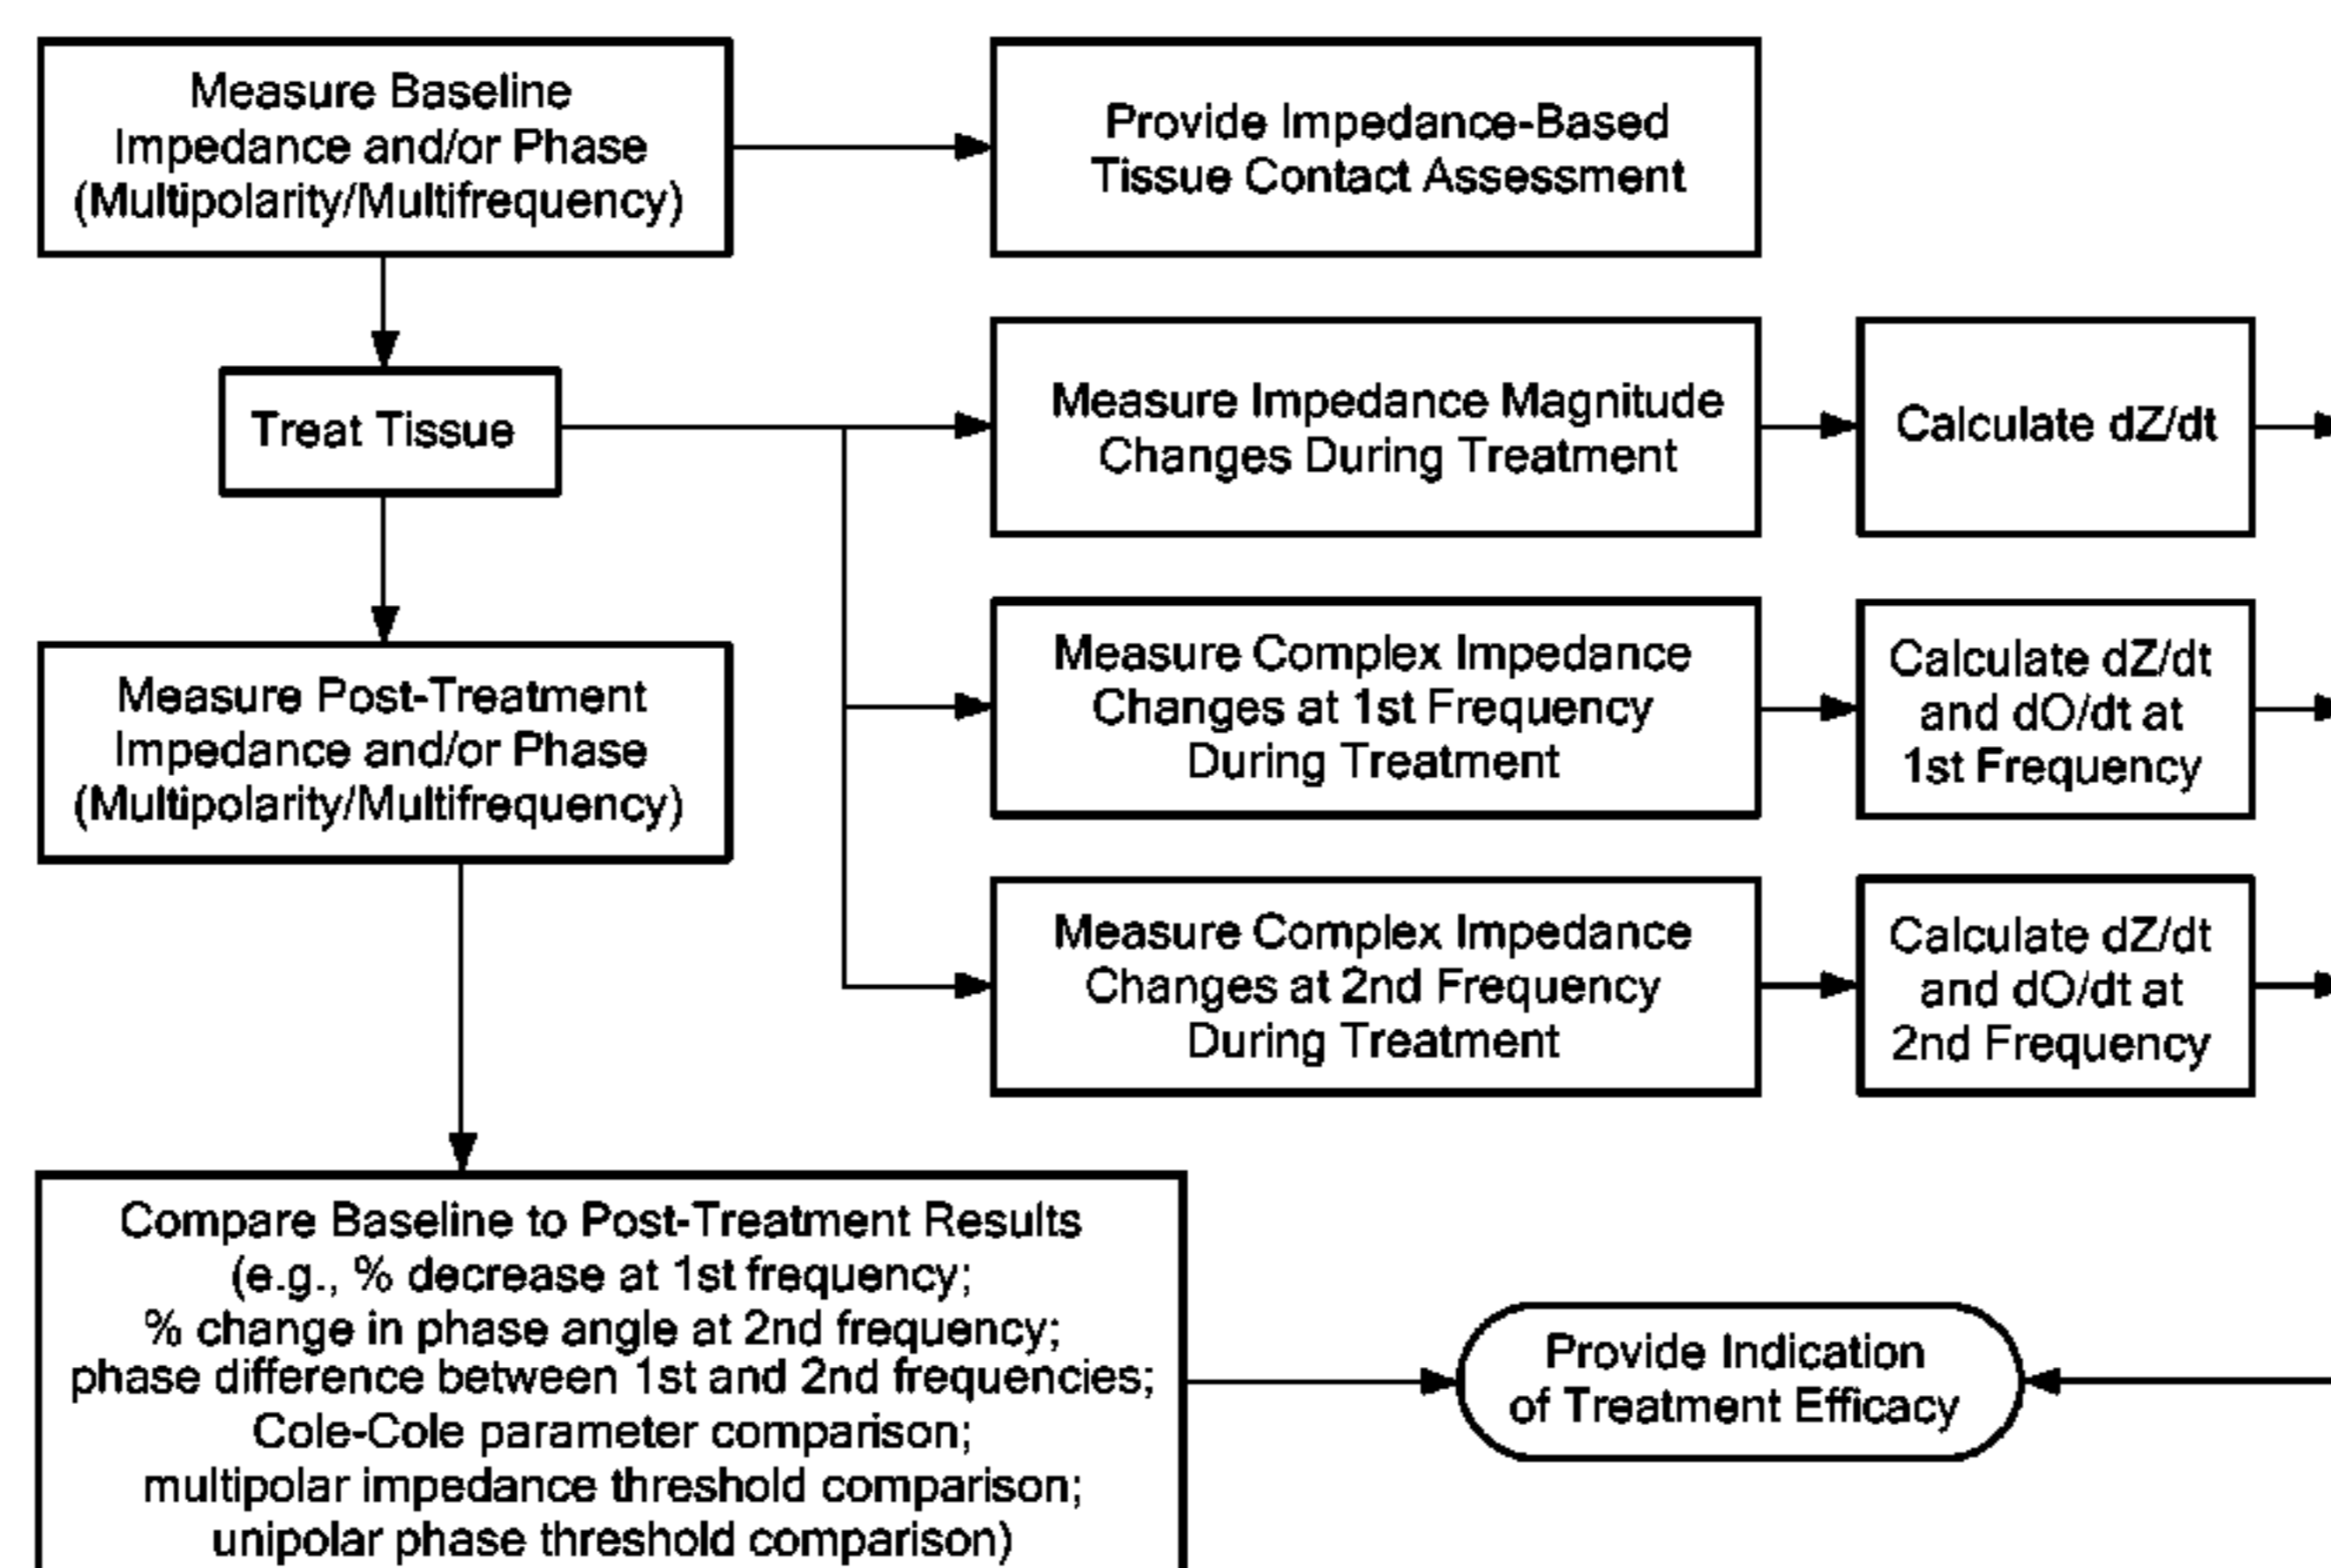 Measure Baseline
Impedance and/or Phase
(Multipolarity/Multifrequency)
Provide Impedance-Based
Tissue Contact Assessment
Treat Tissue
Measure Impedance Magnitude
Changes During Treatment
Calculate dZ/dt
Measure Post-Treatment
Impedance and/or Phase
(Multipolarity/Multifrequency)
Measure Complex Impedance
Changes at 1st Frequency
During Treatment
Calculate dZ/dt
and dO/dt at
1st Frequency
Measure Complex Impedance
Changes at 2nd Frequency
During Treatment
Calculate dZ/dt
and dO/dt at
2nd Frequency
Compare Baseline to Post-Treatment Results
(e.g., % decrease at 1st frequency;
% change in phase angle at 2nd frequency;
phase difference between 1st and 2nd frequencies;
Cole-Cole parameter comparison;
multipolar impedance threshold comparison;
unipolar phase threshold comparison)
Provide Indication
of Treatment Efficacy